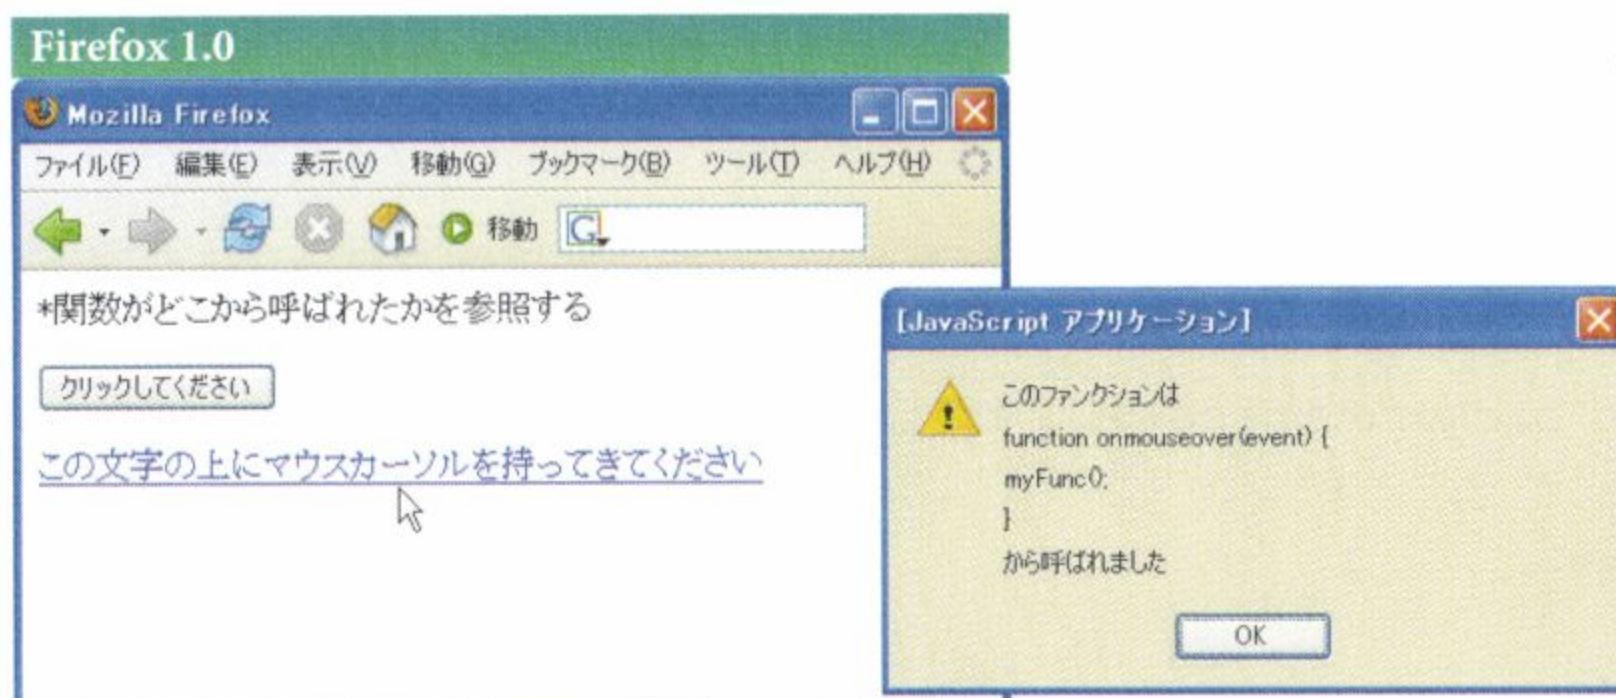 Firefox 1.0
Mozilla Firefox
ファイル(F) 編集(E) 表示(V) 移動(G) ブックマーク(B) ツール(T) ヘルプ(H)
移動 G
*関数がどこから呼ばれたかを参照する
クリックしてください
この文字の上にマウスカーソルを持ってきてください
[JavaScript アプリケーション]
このファンクションは
function onmouseover(event) {
myFunc();
}
から呼ばれました
OK